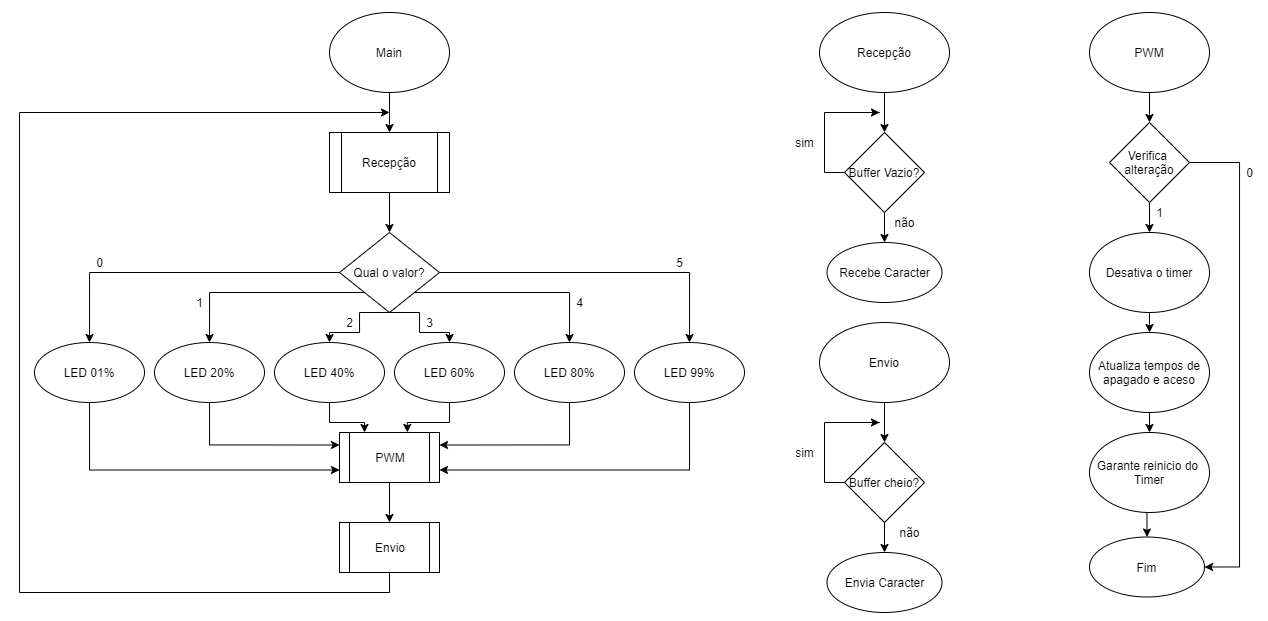 Main
Recepção
Qual o valor?
0
1
2
3
4
5
LED 01%
LED 20%
LED 40%
LED 60%
LED 80%
LED 99%
PWM
Envio
Recepção
sim
Buffer Vazio?
não
Recebe Caracter
Envio
sim
Buffer cheio?
não
Envia Caracter
PWM
Verifica
alteração
0
1
Desativa o timer
Atualiza tempos de
apagado e aceso
Garante reinicio do
Timer
Fim